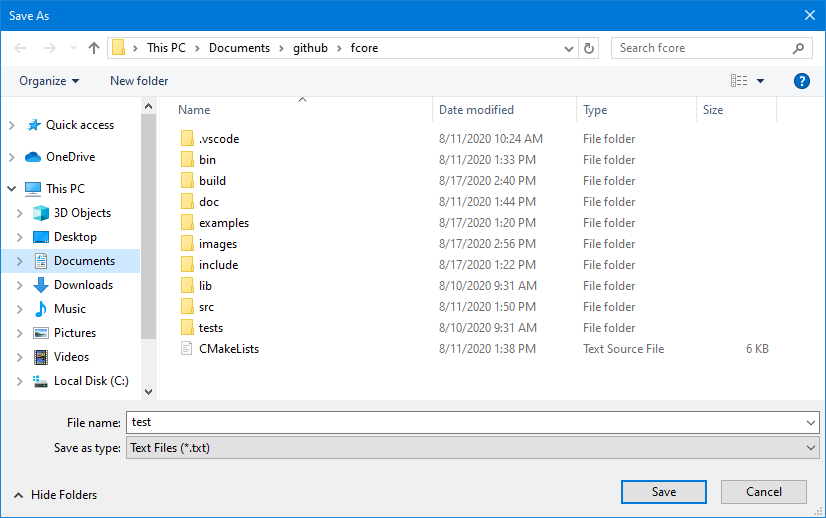 Save As
This PC Documents github fcore
Search fcore
Organize New folder
Name Date modified Type Size
Quick access
OneDrive
This PC
3D Objects
Desktop
Documents
Downloads
Music
Pictures
Videos
Local Disk (C:)
.vscode 8/11/2020 10:24 AM File folder
bin 8/11/2020 1:33 PM File folder
build 8/17/2020 2:40 PM File folder
doc 8/11/2020 1:44 PM File folder
examples 8/17/2020 1:20 PM File folder
images 8/17/2020 2:56 PM File folder
include 8/17/2020 1:22 PM File folder
lib 8/10/2020 9:31 AM File folder
src 8/11/2020 1:50 PM File folder
tests 8/10/2020 9:31 AM File folder
CMakeLists 8/11/2020 1:38 PM Text Source File 6 KB
File name: test
Save as type: Text Files (*.txt)
Hide Folders
Save Cancel